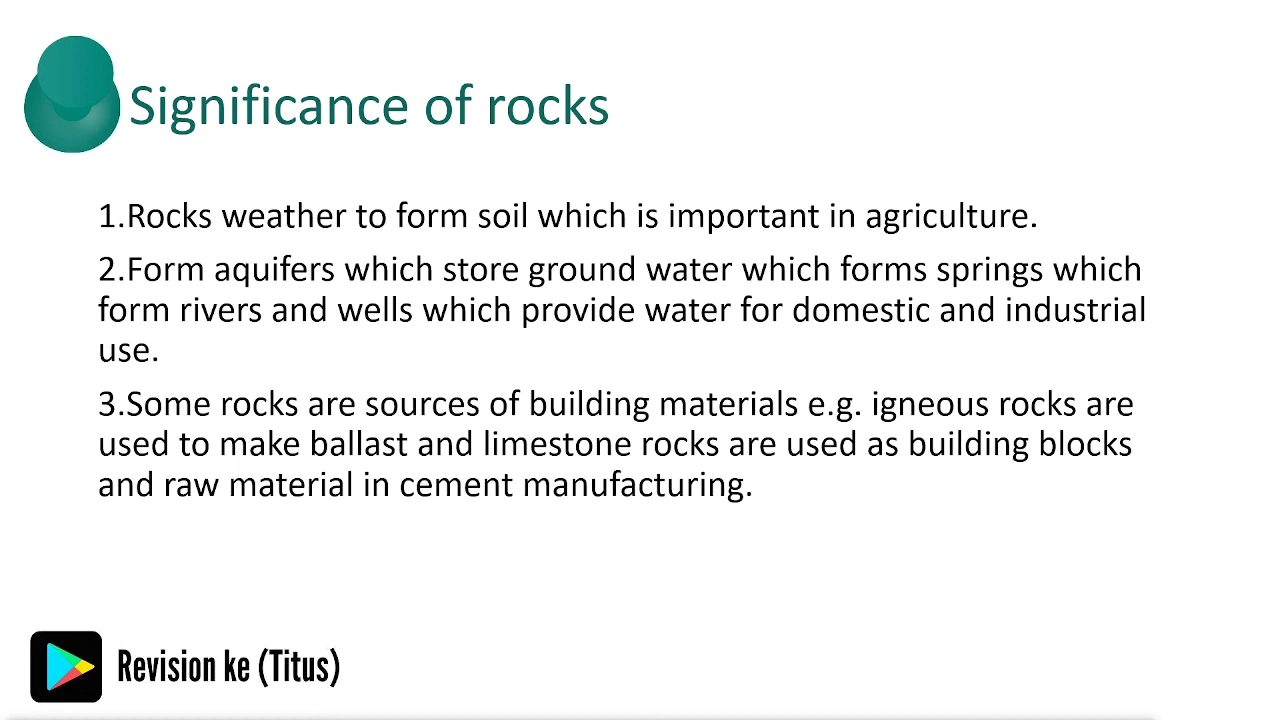 Significance of rocks
1.Rocks weather to form soil which is important in agriculture.
2.Form aquifers which store ground water which forms springs which
form rivers and wells which provide water for domestic and industrial
use.
3.Some rocks are sources of building materials e.g. igneous rocks are
used to make ballast and limestone rocks are used as building blocks
and raw material in cement manufacturing.
Revision ke (Titus)